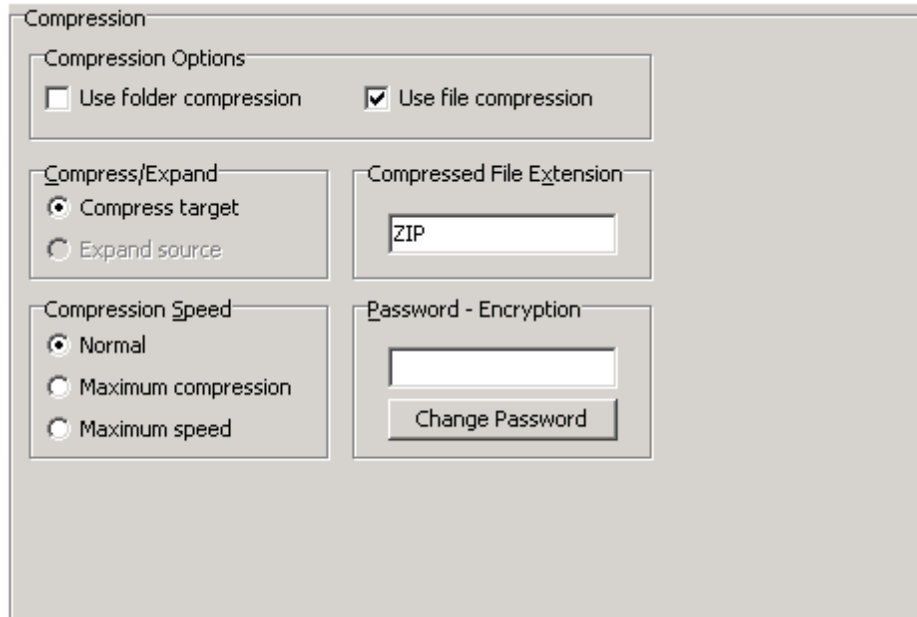 Compression
Compression Options
Use folder compression
Use file compression
Compress/Expand
Compress target
Expand source
Compressed File Extension
ZIP
Compression Speed
Normal
Maximum compression
Maximum speed
Password - Encryption
Change Password